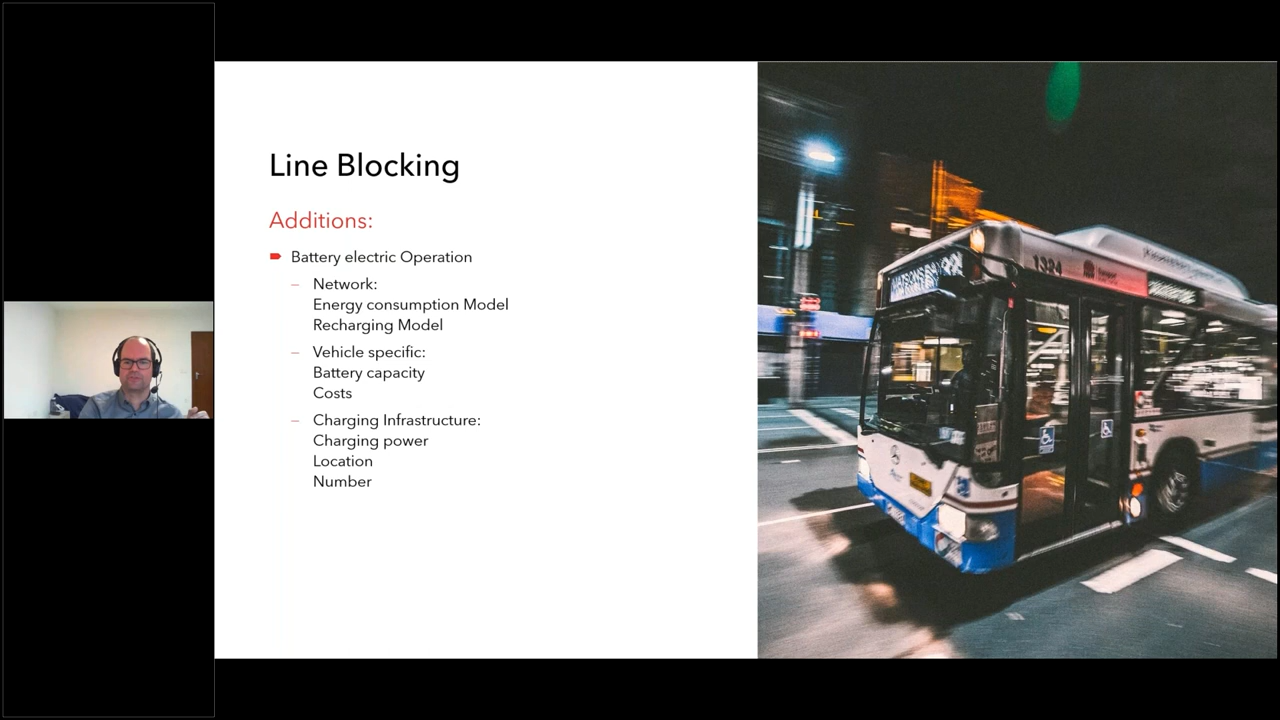 Line Blocking
Additions:
Battery electric Operation
– Network:
Energy consumption Model
Recharging Model
– Vehicle specific:
Battery capacity
Costs
– Charging Infrastructure:
Charging power
Location
Number
1324